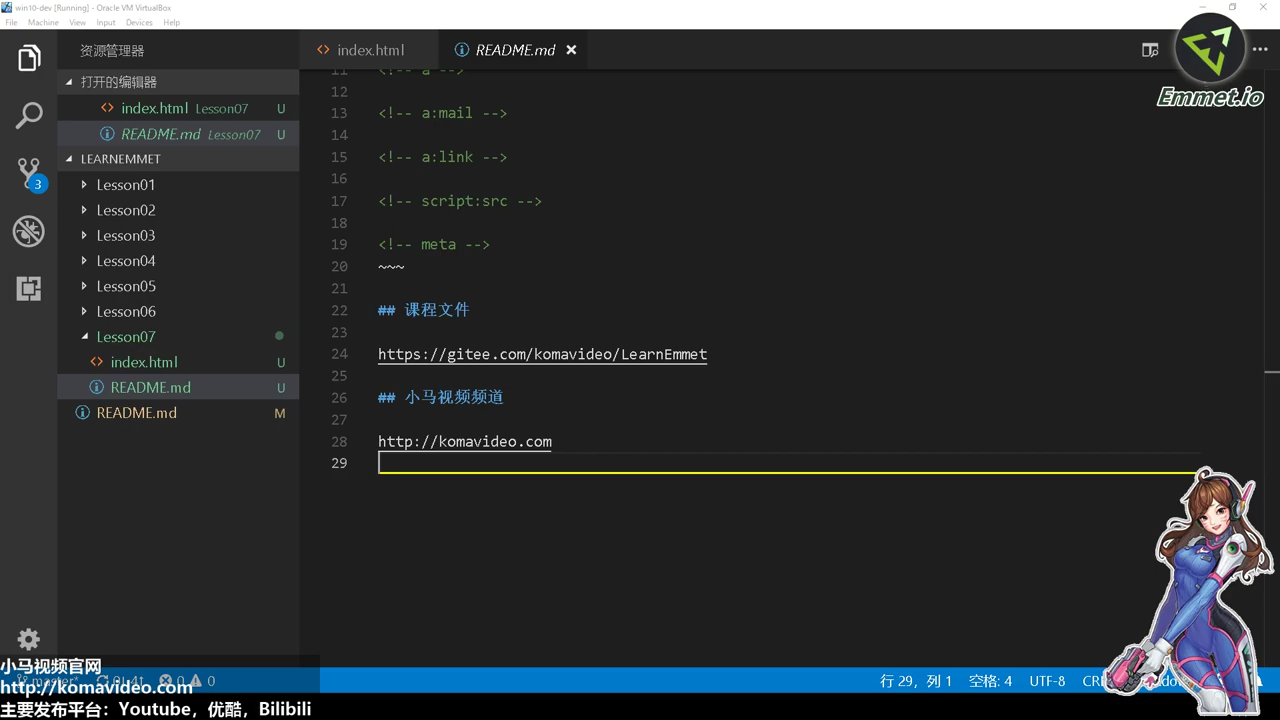 win10-dev [Running] - Oracle VM VirtualBox
File Machine View Input Devices Help
资源管理器
打开的编辑器
index.html Lesson07 U
README.md Lesson07 U
3
LEARNEMMET
Lesson01
Lesson02
Lesson03
Lesson04
Lesson05
Lesson06
Lesson07
index.html U
README.md U
README.md M
index.html
README.md
Emmet.io
11 <!-- a -->
12
13 <!-- a:mail -->
14
15 <!-- a:link -->
16
17 <!-- script:src -->
18
19 <!-- meta -->
20 ~~~
21
22 ## 课程文件
23
24 https://gitee.com/komavideo/LearnEmmet
25
26 ## 小马视频频道
27
28 http://komavideo.com
29
小马视频官网
master* 0 0
http://komavideo.com
主要发布平台：Youtube，优酷，Bilibili
行 29，列 1 空格: 4 UTF-8